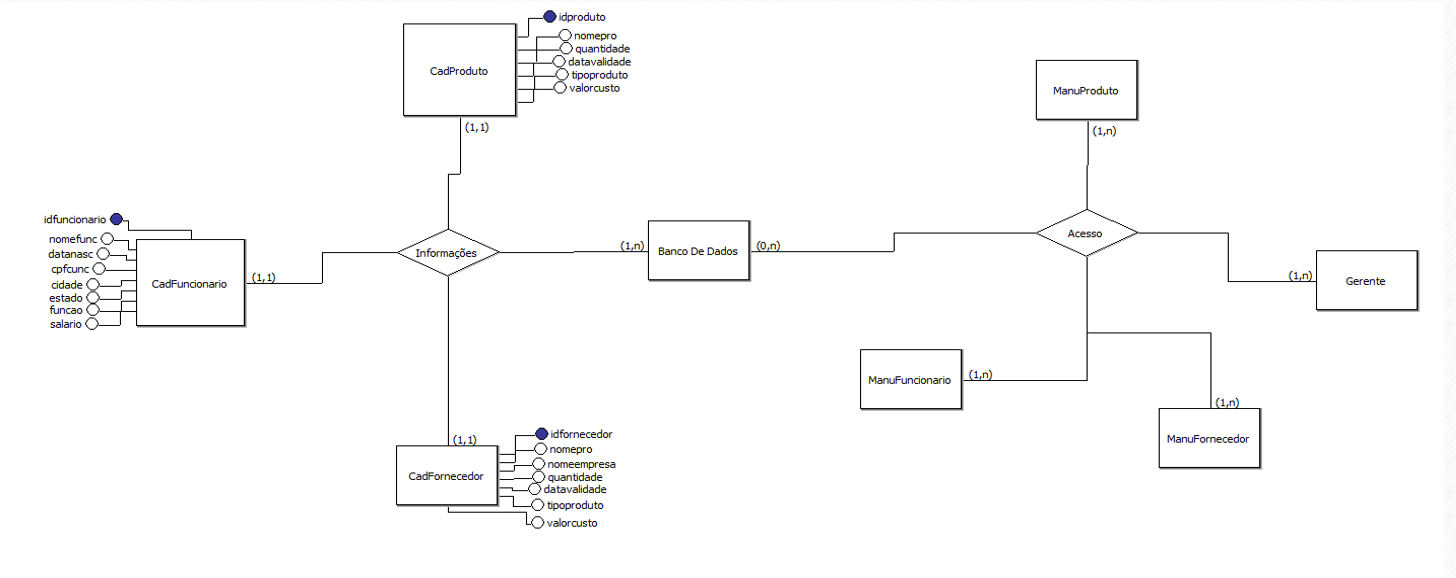 idproduto
nomepro
quantidade
datavalidade
tipoproduto
valorcusto
CadProduto
(1,1)
ManuProduto
(1,n)
idfuncionario
nomefunc
datanasc
cpfcunc
cidade
estado
funcao
salario
CadFuncionario
(1,1)
Informações
(1,n)
Banco De Dados
(0,n)
Acesso
(1,n)
Gerente
ManuFuncionario
(1,n)
(1,n)
ManuFornecedor
(1,1)
CadFornecedor
idfornecedor
nomepro
nomeempresa
quantidade
datavalidade
tipoproduto
valorcusto